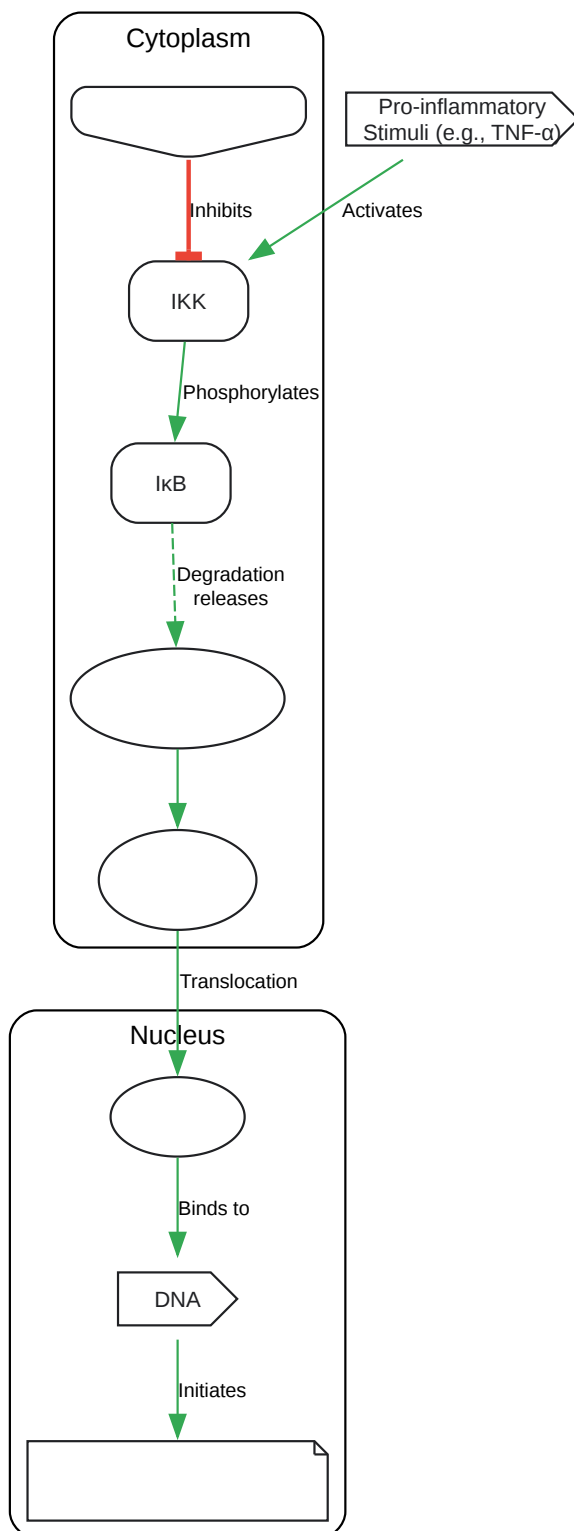 Cytoplasm
Pro-inflammatory
Stimuli (e.g., TNF-α)
Inhibits
Activates
IKK
Phosphorylates
IκB
Degradation
releases
Translocation
Nucleus
Binds to
DNA
Initiates